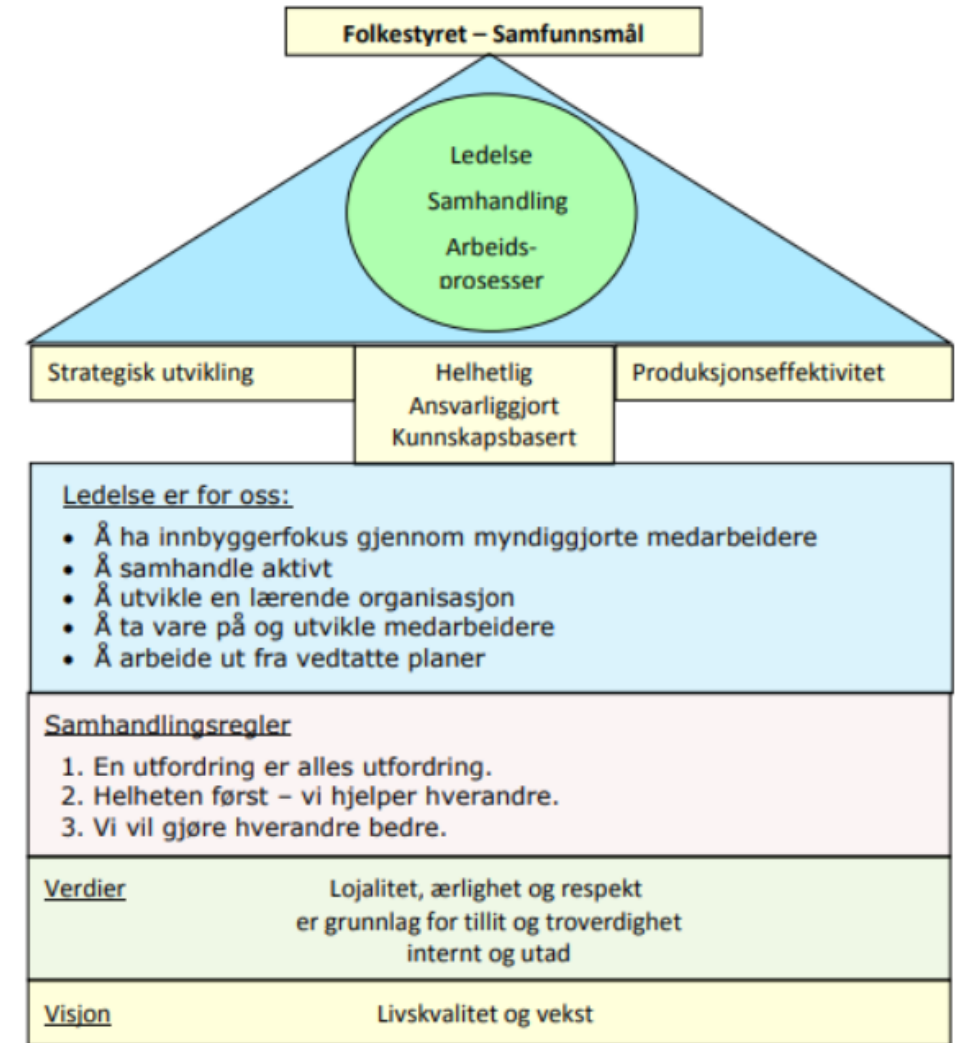 Folkestyret – Samfunnsmål
Ledelse
Samhandling
Arbeids-
prosesser
Strategisk utvikling
Helhetlig
Ansvarliggjort
Kunnskapsbasert
Produksjonseffektivitet
Ledelse er for oss:
• Å ha innbyggerfokus gjennom myndiggjorte medarbeidere
• Å samhandle aktivt
• Å utvikle en lærende organisasjon
• Å ta vare på og utvikle medarbeidere
• Å arbeide ut fra vedtatte planer
Samhandlingsregler
1. En utfordring er alles utfordring.
2. Helheten først – vi hjelper hverandre.
3. Vi vil gjøre hverandre bedre.
Verdier
Lojalitet, ærlighet og respekt
er grunnlag for tillit og troverdighet
internt og utad
Visjon
Livskvalitet og vekst